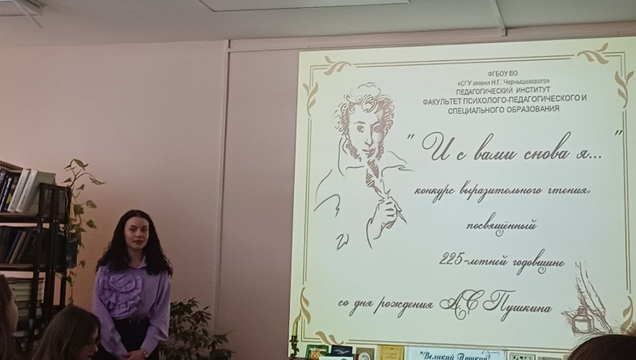 ФГБОУ ВО
«СГУ имени Н.Г. Чернышевского»
ПЕДАГОГИЧЕСКИЙ ИНСТИТУТ
ФАКУЛЬТЕТ ПСИХОЛОГО-ПЕДАГОГИЧЕСКОГО И
СПЕЦИАЛЬНОГО ОБРАЗОВАНИЯ
" И с вами снова я... "
конкурс выразительного чтения,
посвящённый
225-летней годовщине
со дня рождения А.С Пушкина
"Великий Пушкин"